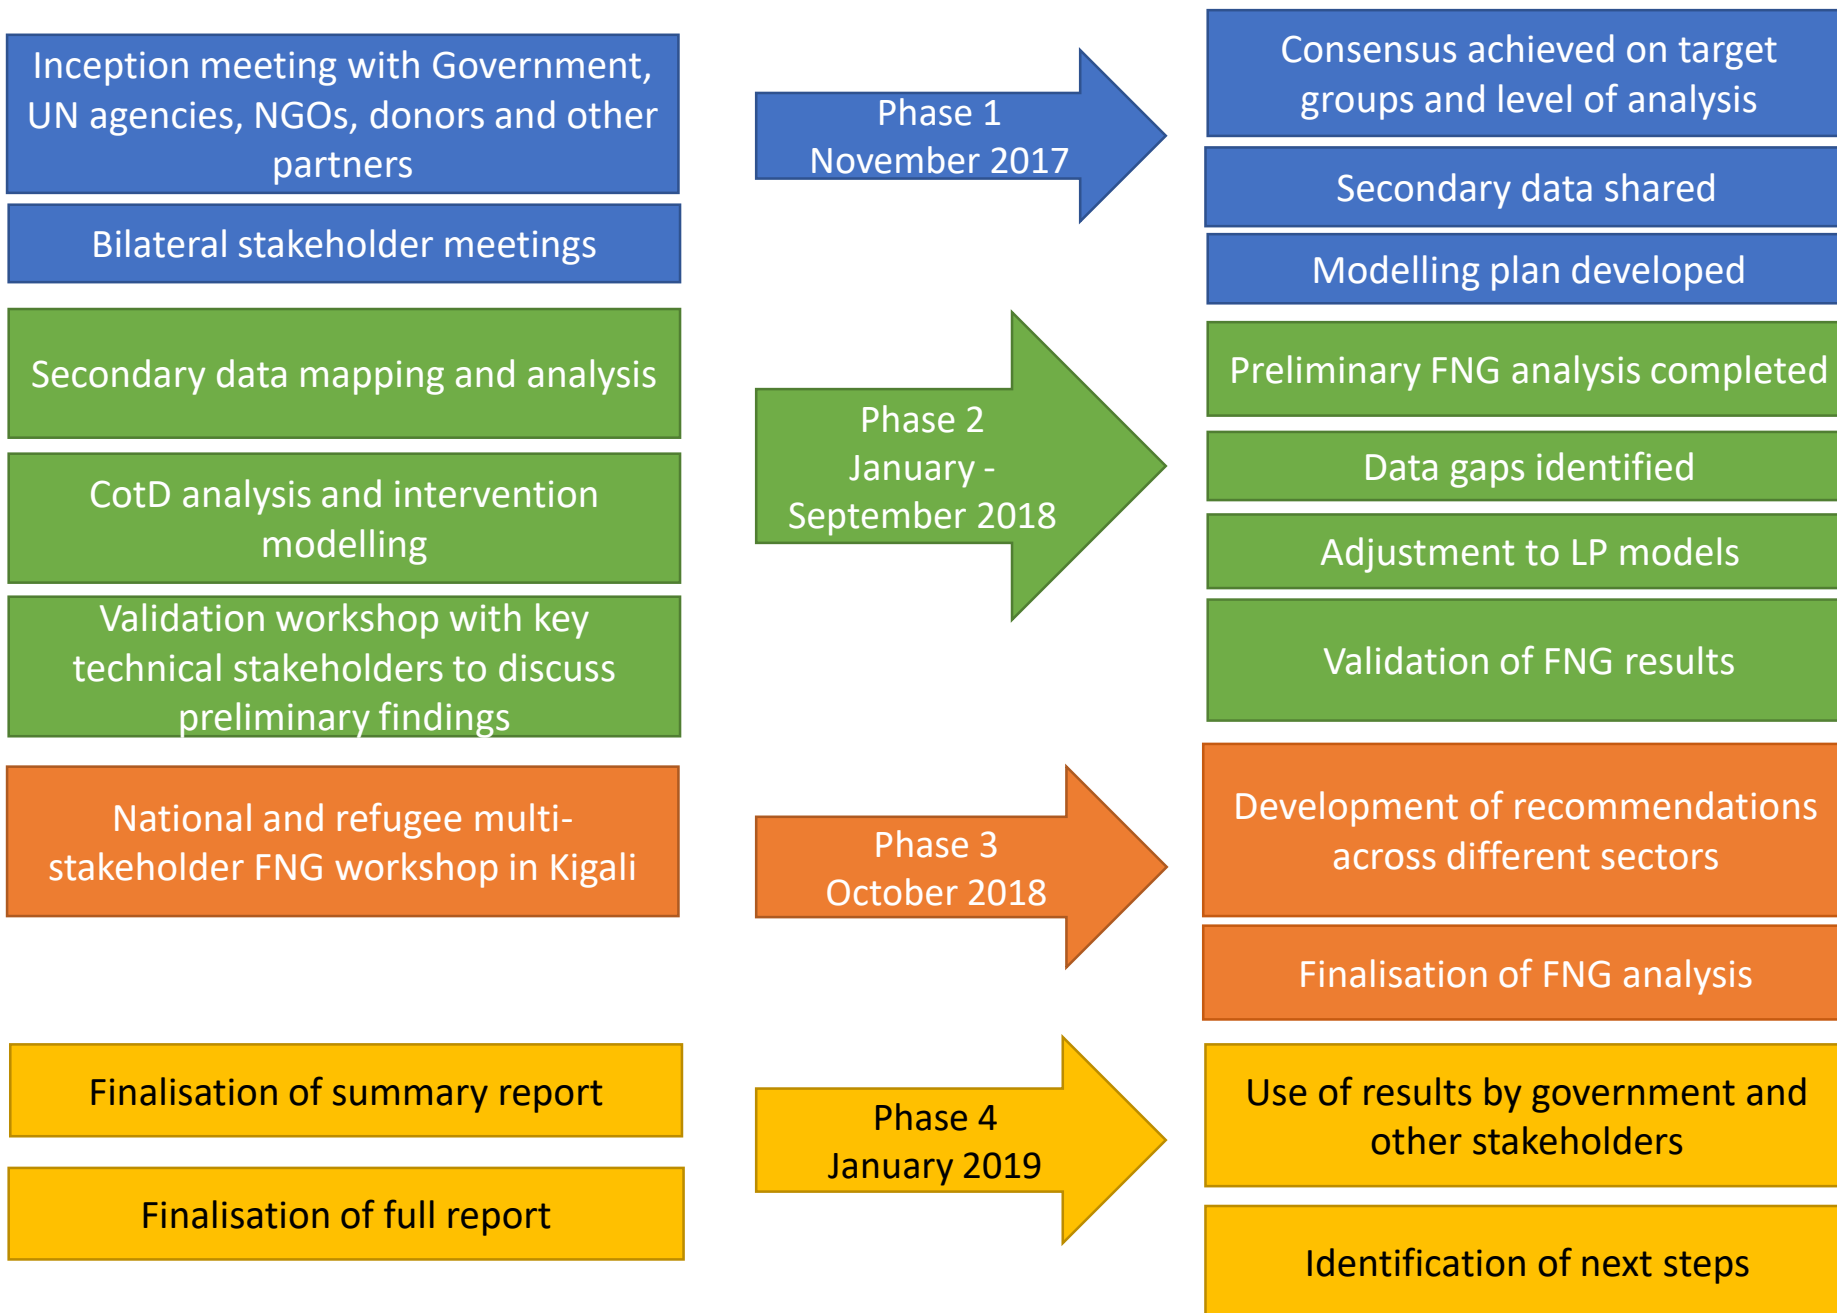 Inception meeting with Government,
UN agencies, NGOs, donors and other
partners
Bilateral stakeholder meetings
Phase 1
November 2017
Consensus achieved on target
groups and level of analysis
Secondary data shared
Modelling plan developed
Secondary data mapping and analysis
CotD analysis and intervention
modelling
Validation workshop with key
technical stakeholders to discuss
preliminary findings
Phase 2
January -
September 2018
Preliminary FNG analysis completed
Data gaps identified
Adjustment to LP models
Validation of FNG results
National and refugee multi-
stakeholder FNG workshop in Kigali
Phase 3
October 2018
Development of recommendations
across different sectors
Finalisation of FNG analysis
Finalisation of summary report
Finalisation of full report
Phase 4
January 2019
Use of results by government and
other stakeholders
Identification of next steps